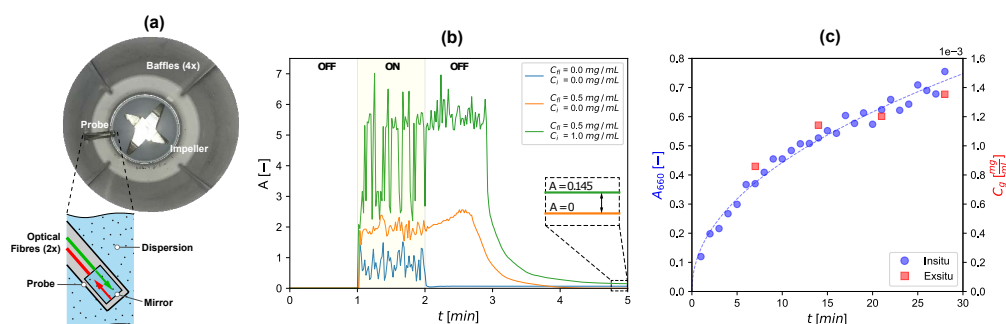 (a)
Baffles (4x)
Probe
Impeller
Optical
Fibres (2x)
Dispersion
Probe
Mirror
(b)
OFF
ON
OFF
C_fl = 0.0 mg / mL
C_i = 0.0 mg / mL
C_fl = 0.5 mg / mL
C_i = 0.0 mg / mL
C_fl = 0.5 mg / mL
C_i = 1.0 mg / mL
A = 0.145
A = 0
A [−]
7
6
5
4
3
2
1
0
0
1
2
3
4
5
t [min]
(c)
1e−3
A₆₆₀ [−]
0.8
0.7
0.6
0.5
0.4
0.3
0.2
0.1
0.0
1.6
1.4
1.2
1.0
0.8
0.6
0.4
0.2
0.0
C_g [mg/mL]
Insitu
Exsitu
0
5
10
15
20
25
30
t [min]